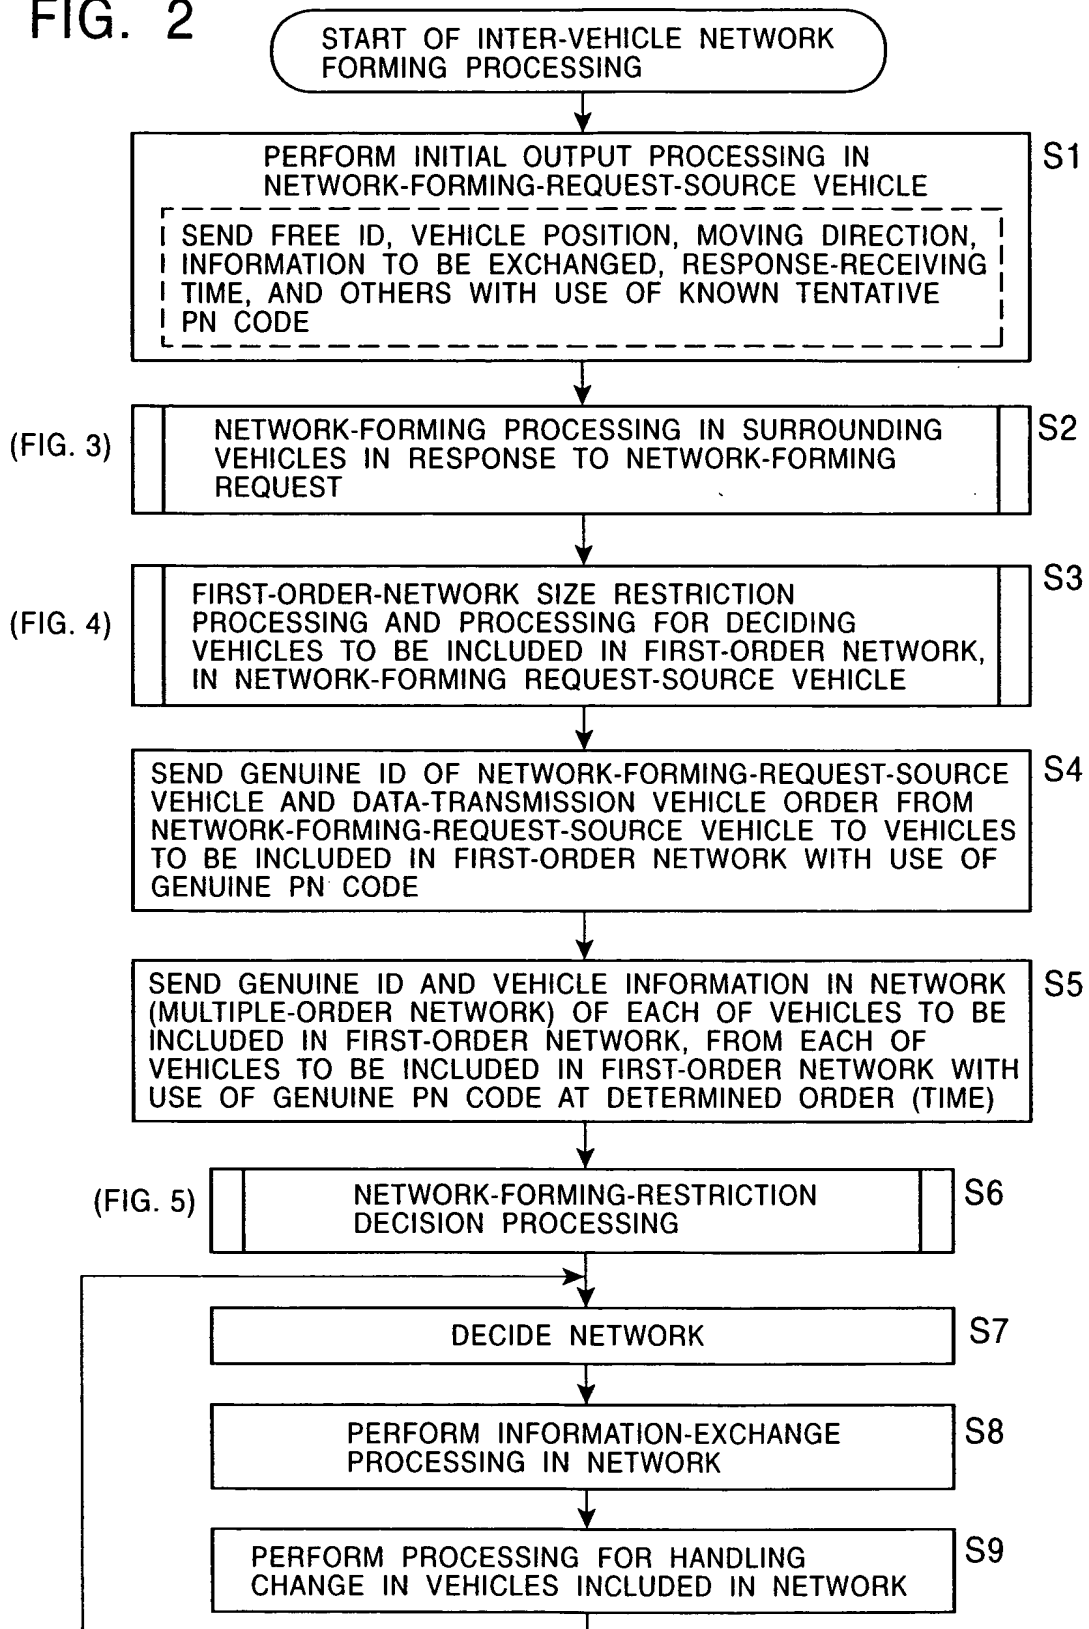 FIG. 2
START OF INTER-VEHICLE NETWORK
FORMING PROCESSING
PERFORM INITIAL OUTPUT PROCESSING IN
NETWORK-FORMING-REQUEST-SOURCE VEHICLE
S1
SEND FREE ID, VEHICLE POSITION, MOVING DIRECTION,
INFORMATION TO BE EXCHANGED, RESPONSE-RECEIVING
TIME, AND OTHERS WITH USE OF KNOWN TENTATIVE
PN CODE
(FIG. 3)
NETWORK-FORMING PROCESSING IN SURROUNDING
VEHICLES IN RESPONSE TO NETWORK-FORMING
REQUEST
S2
(FIG. 4)
FIRST-ORDER-NETWORK SIZE RESTRICTION
PROCESSING AND PROCESSING FOR DECIDING
VEHICLES TO BE INCLUDED IN FIRST-ORDER NETWORK,
IN NETWORK-FORMING REQUEST-SOURCE VEHICLE
S3
SEND GENUINE ID OF NETWORK-FORMING-REQUEST-SOURCE
VEHICLE AND DATA-TRANSMISSION VEHICLE ORDER FROM
NETWORK-FORMING-REQUEST-SOURCE VEHICLE TO VEHICLES
TO BE INCLUDED IN FIRST-ORDER NETWORK WITH USE OF
GENUINE PN CODE
S4
SEND GENUINE ID AND VEHICLE INFORMATION IN NETWORK
(MULTIPLE-ORDER NETWORK) OF EACH OF VEHICLES TO BE
INCLUDED IN FIRST-ORDER NETWORK, FROM EACH OF
VEHICLES TO BE INCLUDED IN FIRST-ORDER NETWORK WITH
USE OF GENUINE PN CODE AT DETERMINED ORDER (TIME)
S5
(FIG. 5)
NETWORK-FORMING-RESTRICTION
DECISION PROCESSING
S6
DECIDE NETWORK
S7
PERFORM INFORMATION-EXCHANGE
PROCESSING IN NETWORK
S8
PERFORM PROCESSING FOR HANDLING
CHANGE IN VEHICLES INCLUDED IN NETWORK
S9